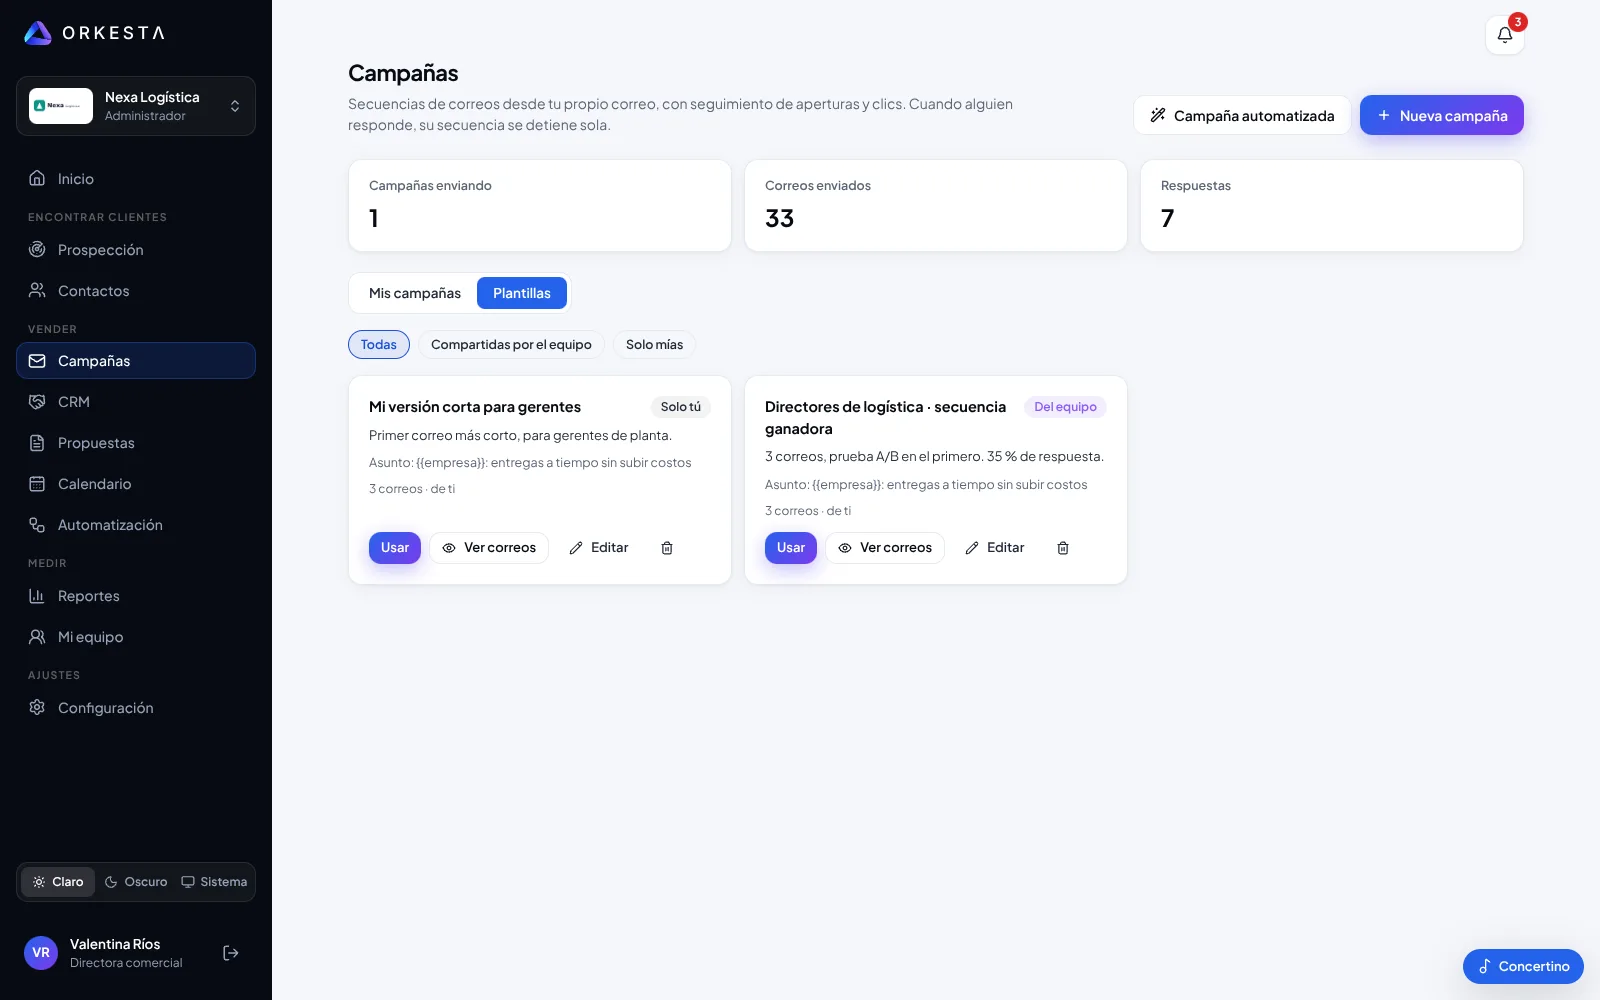 ORKESTA
Nexa
Nexa Logística
Administrador
Inicio
ENCONTRAR CLIENTES
Prospección
Contactos
VENDER
Campañas
CRM
Propuestas
Calendario
Automatización
MEDIR
Reportes
Mi equipo
AJUSTES
Configuración
Claro
Oscuro
Sistema
VR
Valentina Ríos
Directora comercial
3
Campañas
Secuencias de correos desde tu propio correo, con seguimiento de aperturas y clics. Cuando alguien
responde, su secuencia se detiene sola.
Campaña automatizada
Nueva campaña
Campañas enviando
1
Correos enviados
33
Respuestas
7
Mis campañas
Plantillas
Todas
Compartidas por el equipo
Solo mías
Mi versión corta para gerentes
Solo tú
Primer correo más corto, para gerentes de planta.
Asunto: {{empresa}}: entregas a tiempo sin subir costos
3 correos · de ti
Usar
Ver correos
Editar
Directores de logística · secuencia
ganadora
Del equipo
3 correos, prueba A/B en el primero. 35 % de respuesta.
Asunto: {{empresa}}: entregas a tiempo sin subir costos
3 correos · de ti
Usar
Ver correos
Editar
Concertino